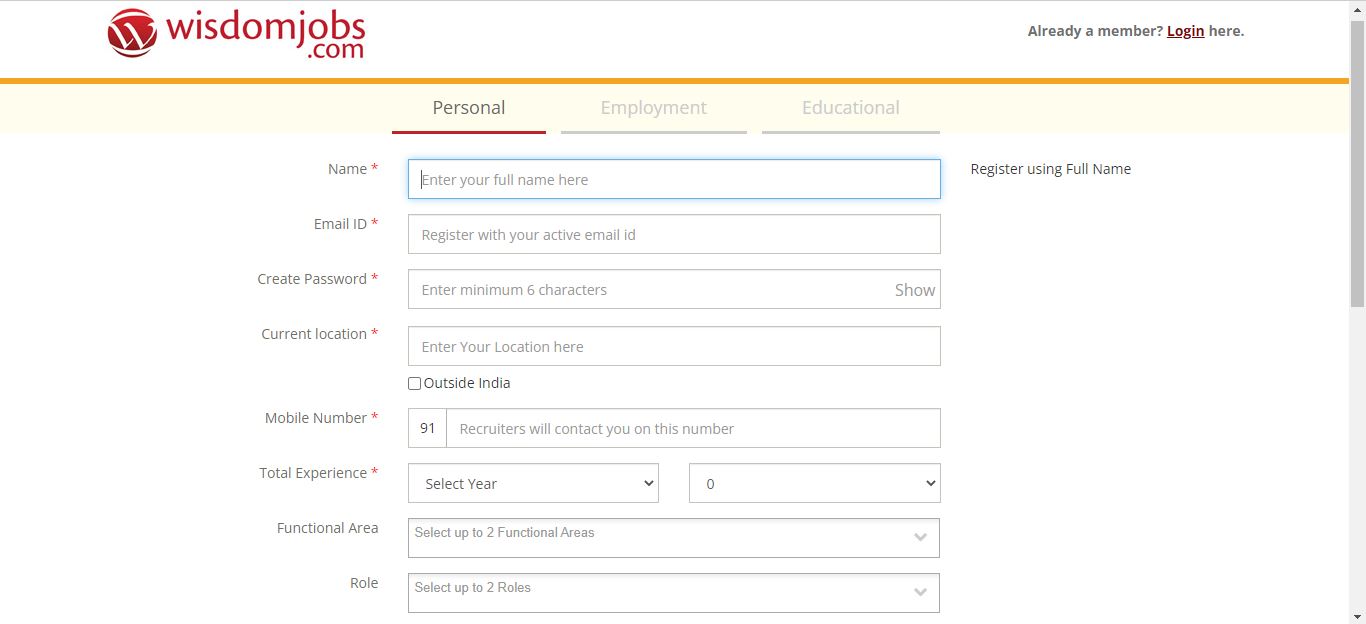 wisdomjobs
.com
Already a member? Login here.
Personal
Employment
Educational
Name *
Enter your full name here
Register using Full Name
Email ID *
Register with your active email id
Create Password *
Enter minimum 6 characters
Show
Current location *
Enter Your Location here
Outside India
Mobile Number *
91
Recruiters will contact you on this number
Total Experience *
Select Year
0
Functional Area
Select up to 2 Functional Areas
Role
Select up to 2 Roles